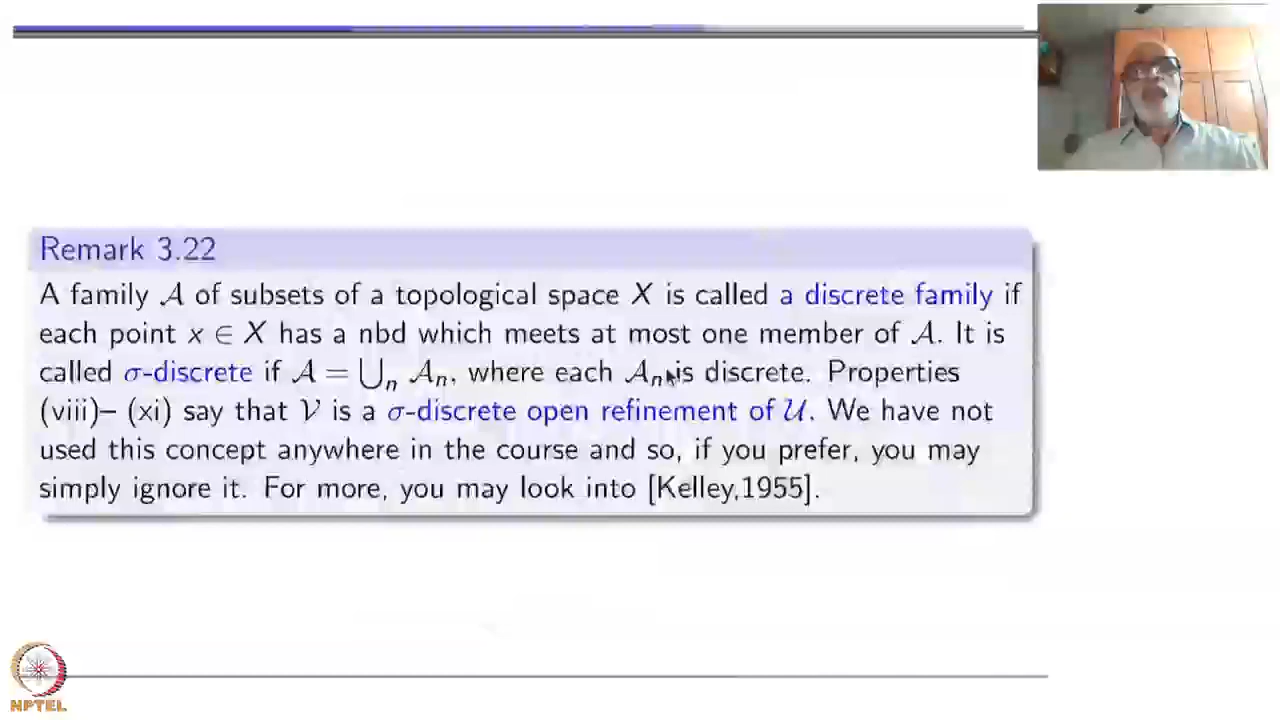 Remark 3.22
A family 𝒜 of subsets of a topological space X is called a discrete family if
each point x ∈ X has a nbd which meets at most one member of 𝒜. It is
called σ-discrete if 𝒜 = ⋃ₙ 𝒜ₙ, where each 𝒜ₙ is discrete. Properties
(viii)– (xi) say that 𝒱 is a σ-discrete open refinement of 𝒰. We have not
used this concept anywhere in the course and so, if you prefer, you may
simply ignore it. For more, you may look into [Kelley,1955].
NPTEL